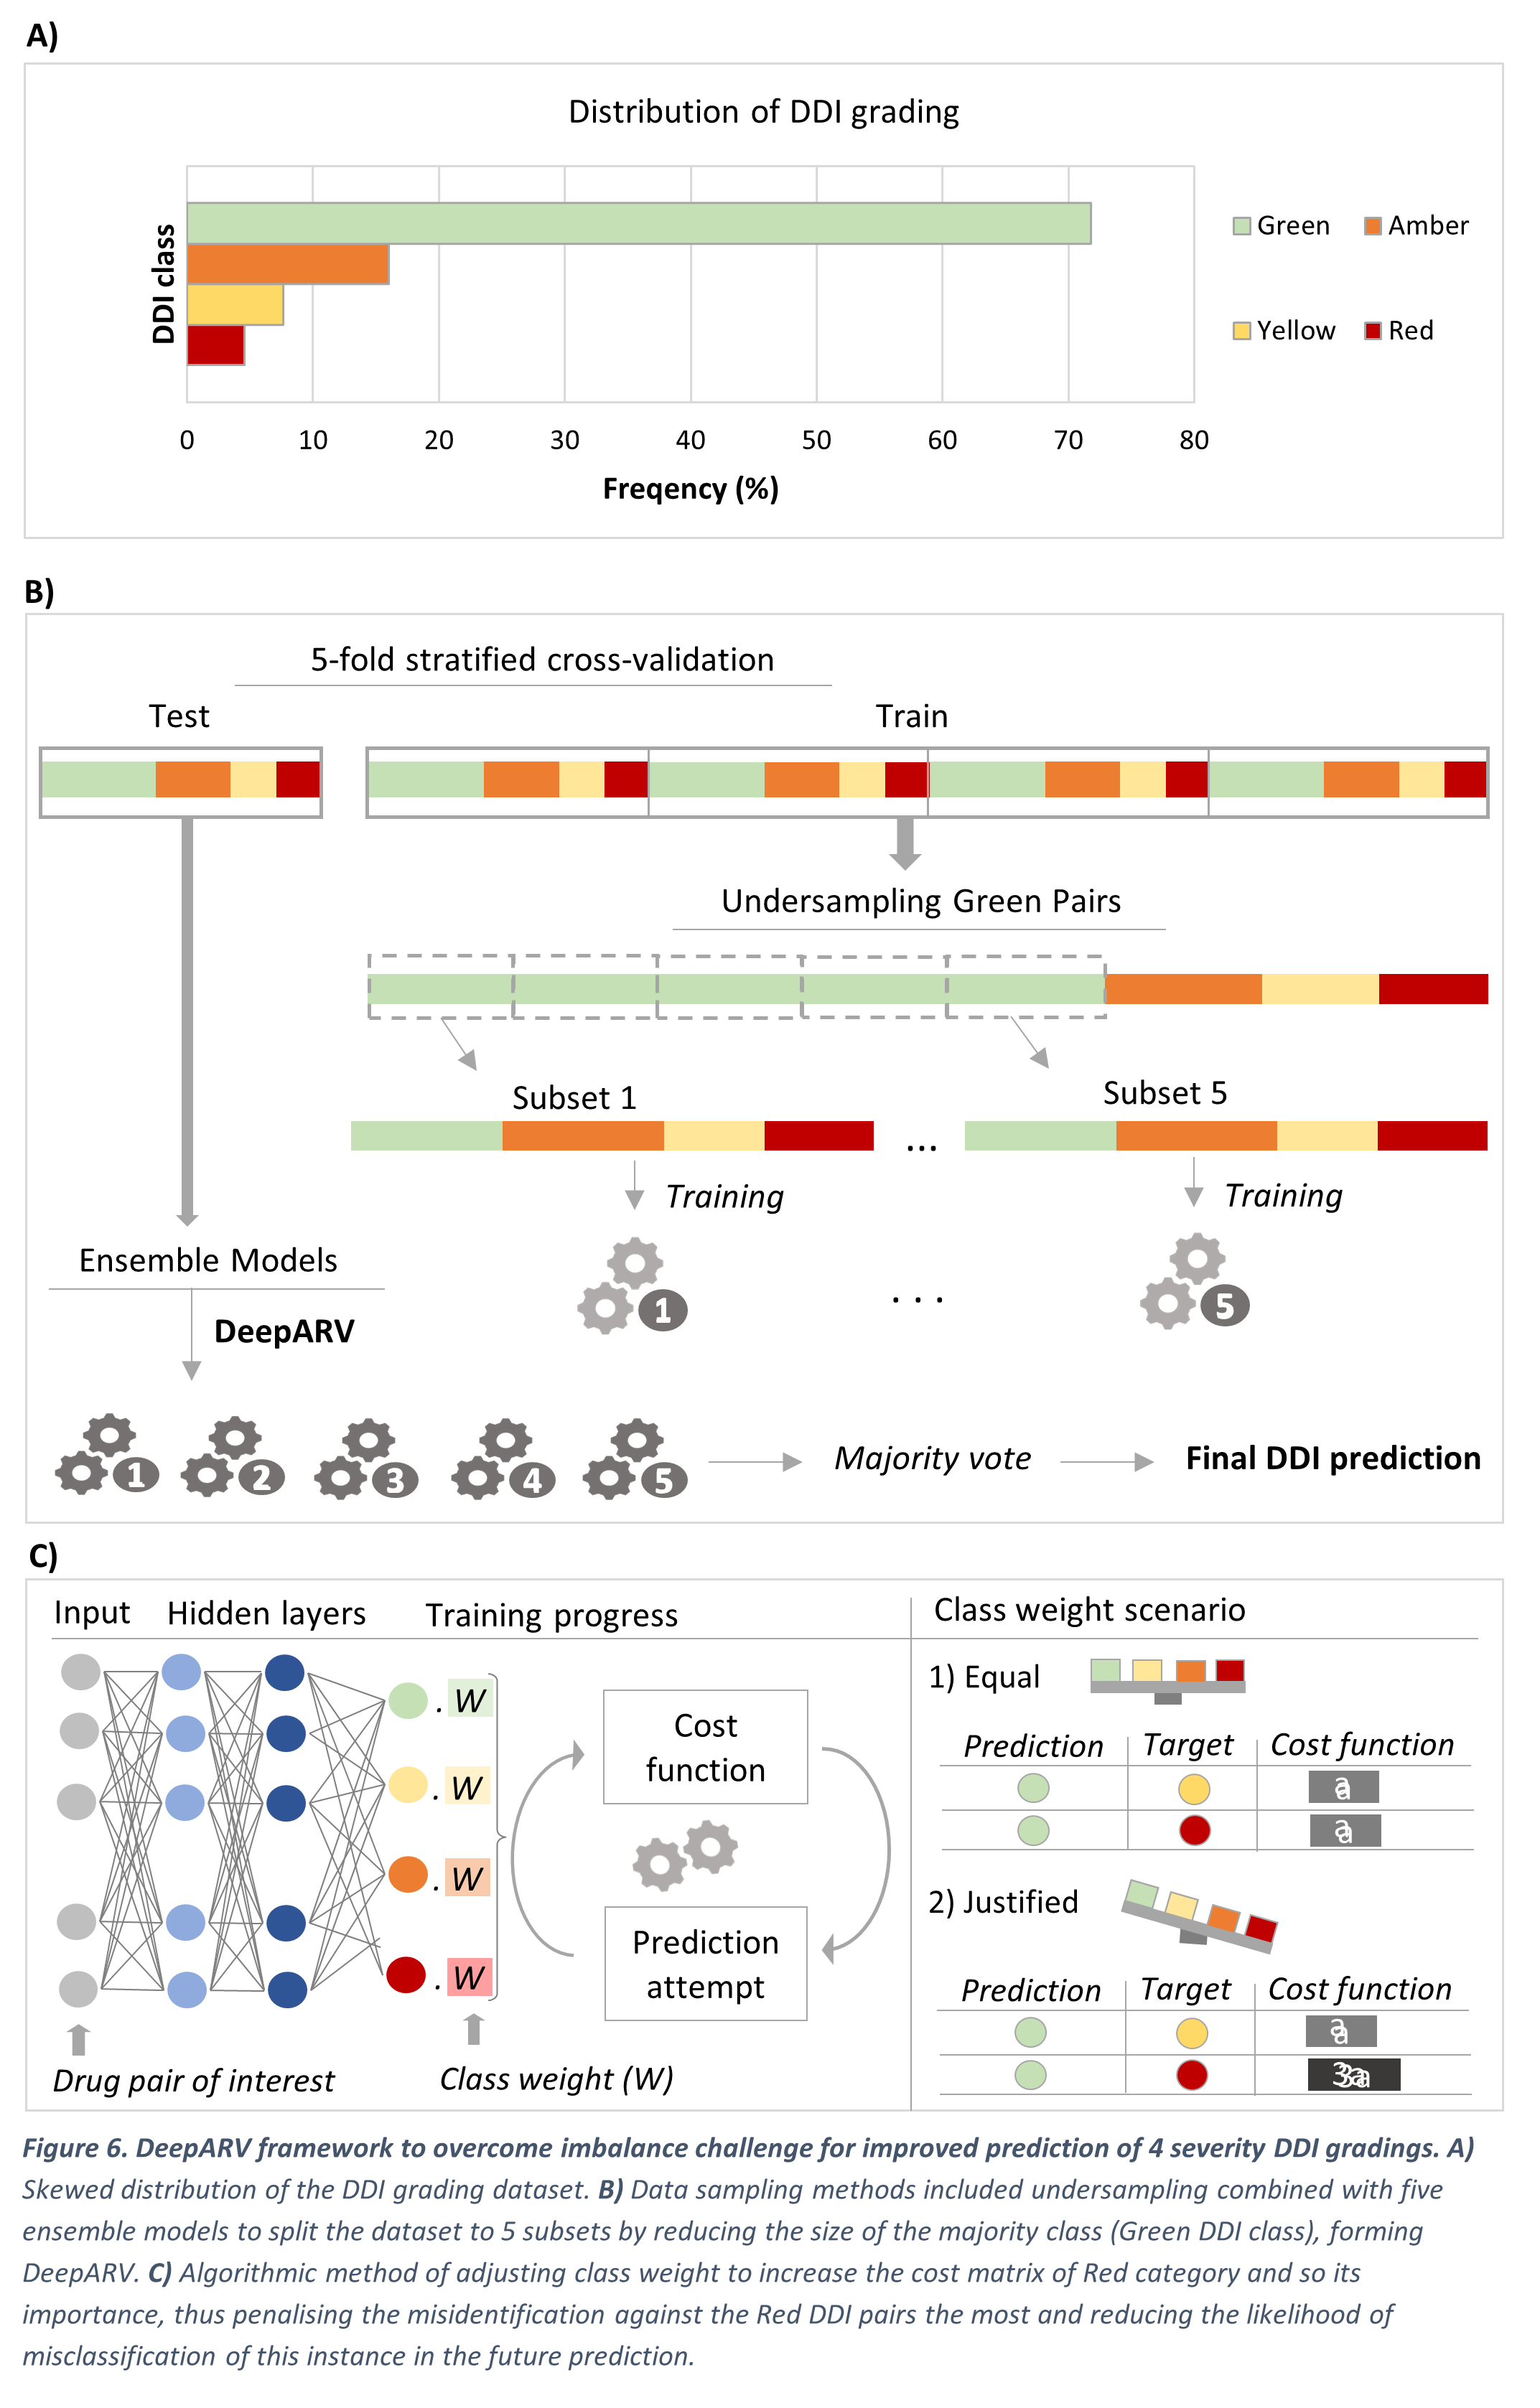 A)
Distribution of DDI grading
DDI class
Green
Amber
Yellow
Red
0 10 20 30 40 50 60 70 80
Freqency (%)
B)
5-fold stratified cross-validation
Test
Train
Undersampling Green Pairs
Subset 1
Subset 5
...
Training
Training
Ensemble Models
1
. . .
5
DeepARV
1
2
3
4
5
Majority vote
Final DDI prediction
C)
Input
Hidden layers
Training progress
Class weight scenario
. W
. W
. W
. W
Cost
function
Prediction
attempt
Drug pair of interest
Class weight (W)
1) Equal
Prediction Target Cost function
a
a
2) Justified
Prediction Target Cost function
a
3a
Figure 6. DeepARV framework to overcome imbalance challenge for improved prediction of 4 severity DDI gradings. A)
Skewed distribution of the DDI grading dataset. B) Data sampling methods included undersampling combined with five
ensemble models to split the dataset to 5 subsets by reducing the size of the majority class (Green DDI class), forming
DeepARV. C) Algorithmic method of adjusting class weight to increase the cost matrix of Red category and so its
importance, thus penalising the misidentification against the Red DDI pairs the most and reducing the likelihood of
misclassification of this instance in the future prediction.